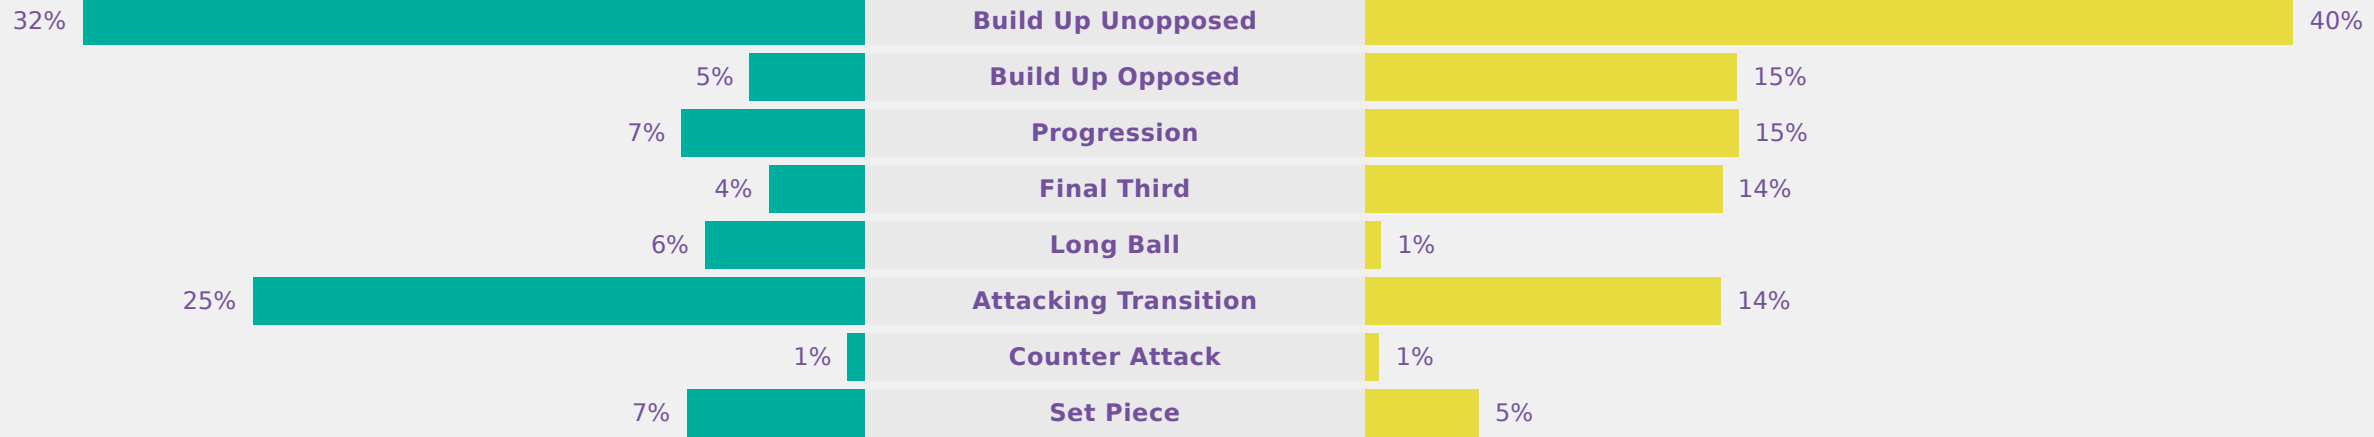 32% Build Up Unopposed 40%
5% Build Up Opposed 15%
7% Progression 15%
4% Final Third 14%
6% Long Ball 1%
25% Attacking Transition 14%
1% Counter Attack 1%
7% Set Piece 5%